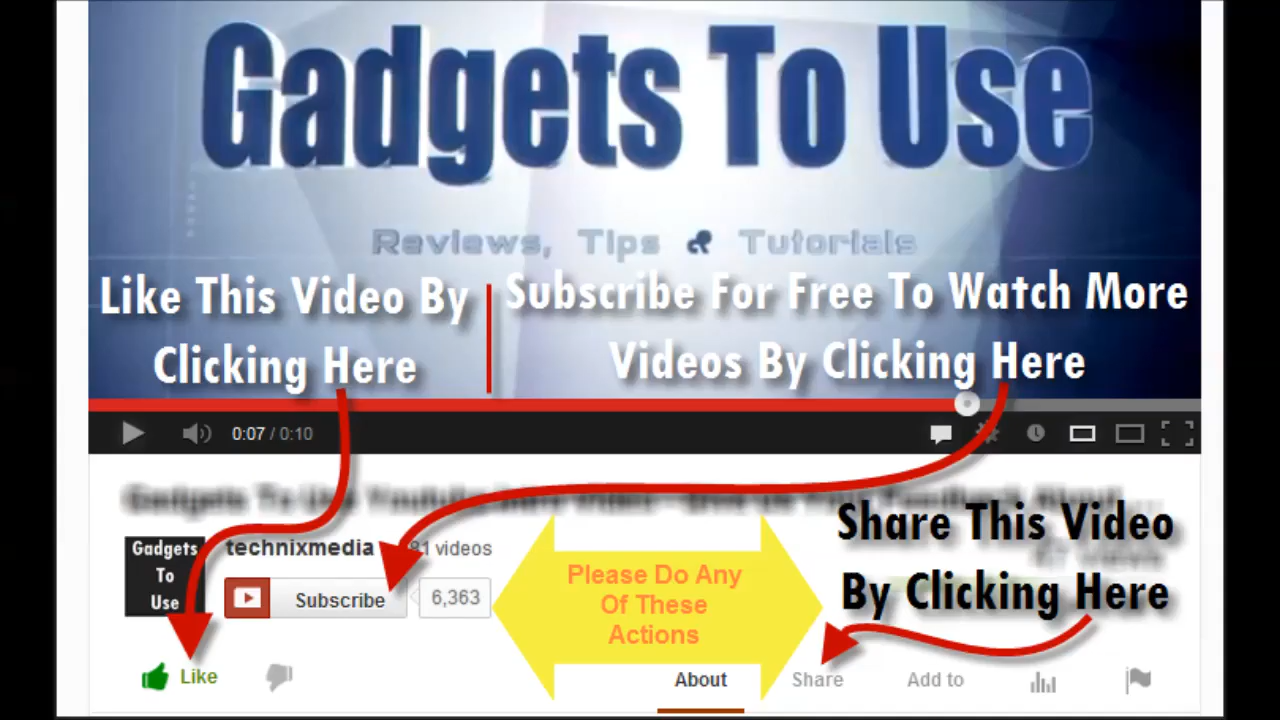 Gadgets To Use
Reviews, Tips & Tutorials
Like This Video By
Clicking Here
Subscribe For Free To Watch More
Videos By Clicking Here
0:07 / 0:10
Share This Video
By Clicking Here
Gadgets
To
Use
technixmedia
81 videos
Subscribe
6,363
Please Do Any
Of These
Actions
Like
About
Share
Add to